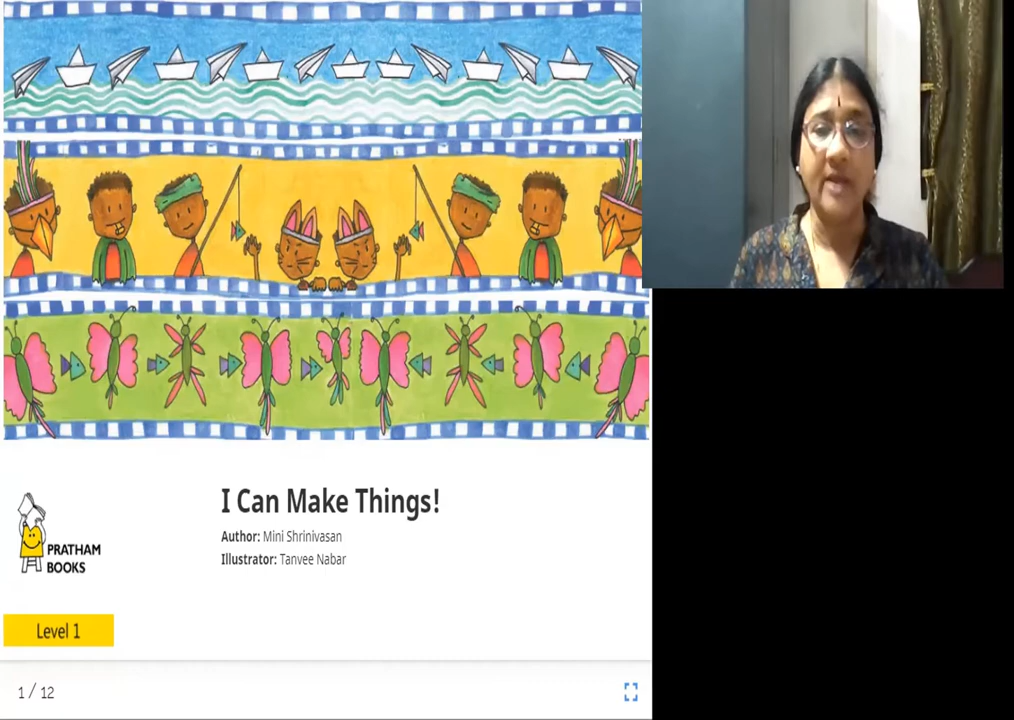 I Can Make Things!
Author: Mini Shrinivasan
Illustrator: Tanvee Nabar
PRATHAM
BOOKS
Level 1
1 / 12